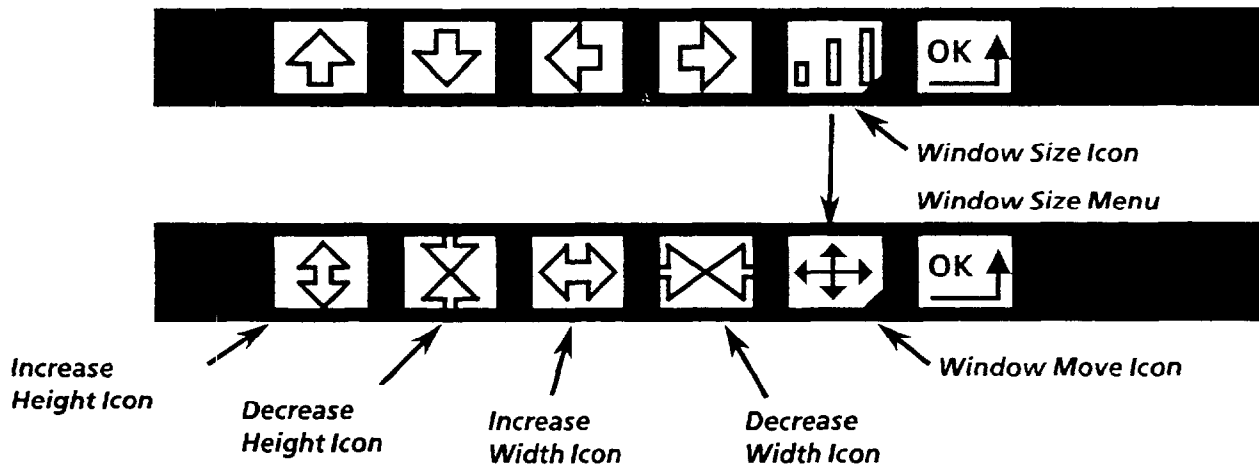 OK
Window Size Icon
Window Size Menu
OK
Window Move Icon
Increase
Height Icon
Decrease
Height Icon
Increase
Width Icon
Decrease
Width Icon